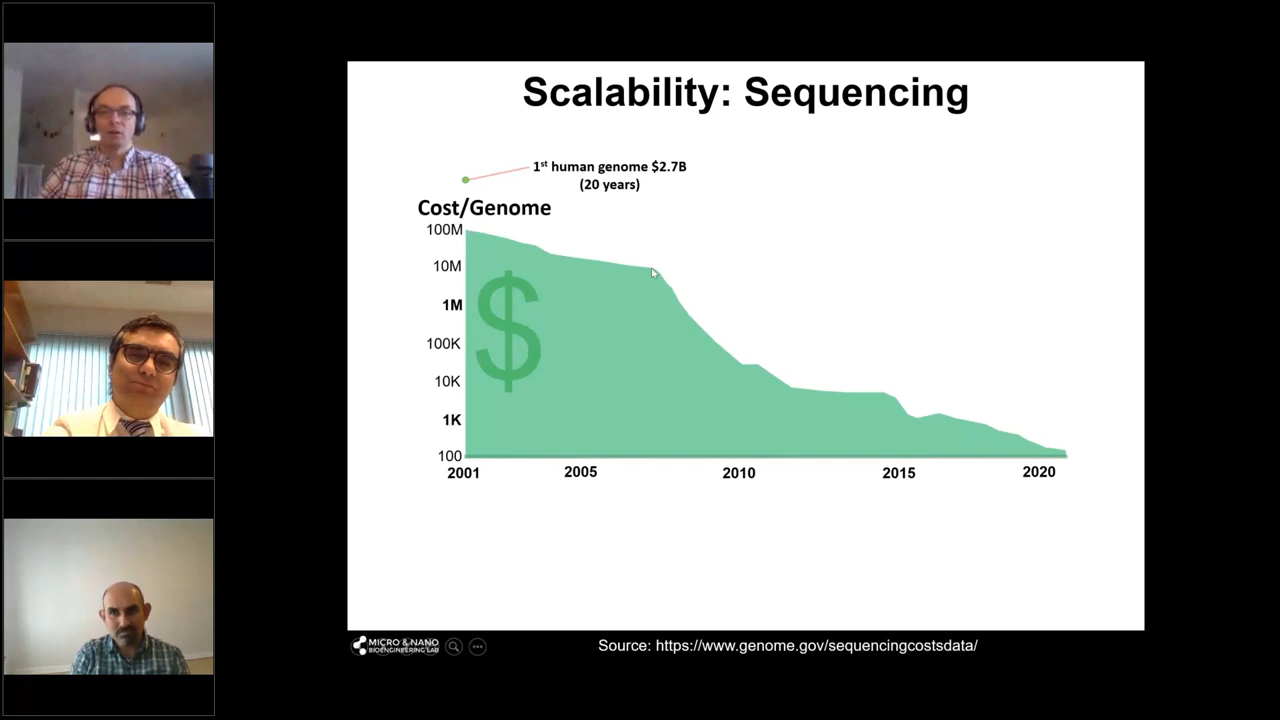 Scalability: Sequencing
1st human genome $2.7B
(20 years)
Cost/Genome
100M
10M
1M
100K
10K
1K
100
2001 2005 2010 2015 2020
$
MICRO & NANO
BIOENGINEERING LAB
Source: https://www.genome.gov/sequencingcostsdata/